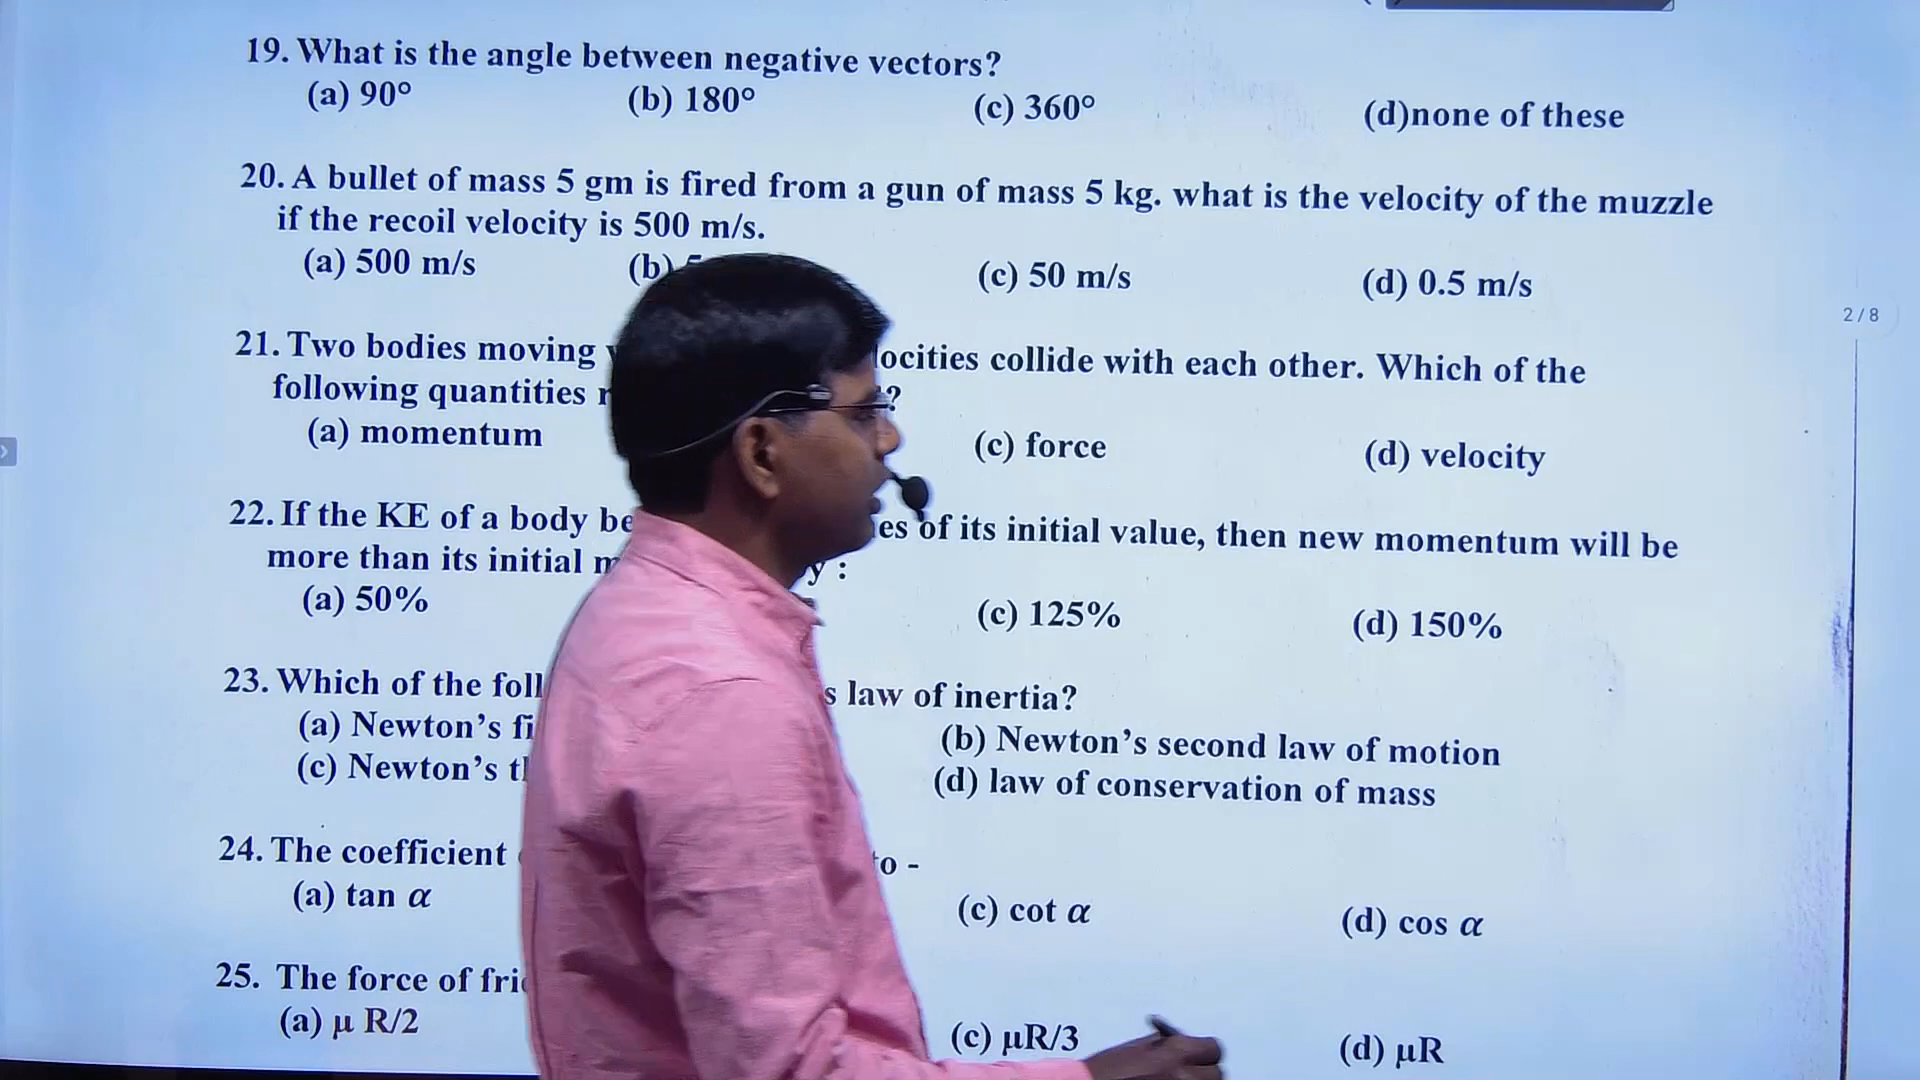 19. What is the angle between negative vectors?
(a) 90° (b) 180° (c) 360° (d)none of these
20. A bullet of mass 5 gm is fired from a gun of mass 5 kg. what is the velocity of the muzzle
if the recoil velocity is 500 m/s.
(a) 500 m/s (b) (c) 50 m/s (d) 0.5 m/s
2/8
21. Two bodies moving collide with each other. Which of the
following quantities ?
(a) momentum (c) force (d) velocity
22. If the KE of a body of its initial value, then new momentum will be
more than its initial :
(a) 50% (c) 125% (d) 150%
23. Which of the law of inertia?
(a) Newton's (b) Newton's second law of motion
(c) Newton's (d) law of conservation of mass
24. The coefficient -
(a) tan α (c) cot α (d) cos α
25. The force of
(a) μ R/2 (c) μR/3 (d) μR